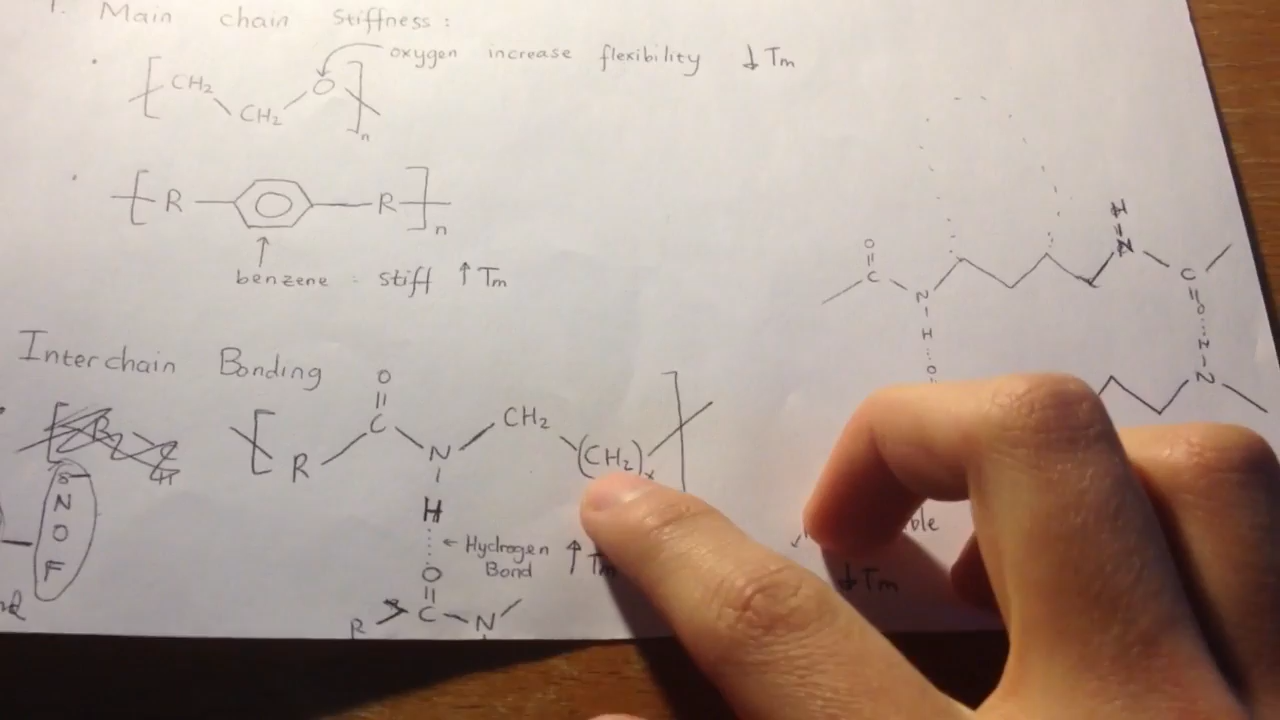 1. Main chain Stiffness :
oxygen increase flexibility ↓ Tm
CH2
CH2
O
n
R
R
n
benzene : stiff ↑ Tm
Interchain Bonding
O
C
R
N
CH2
(CH2)x
H
N
O
F
Hydrogen
Bond
↑ Tm
O
R
C
N
O
C
N
H
O
H
N
C
O
H
N
↓ Tm